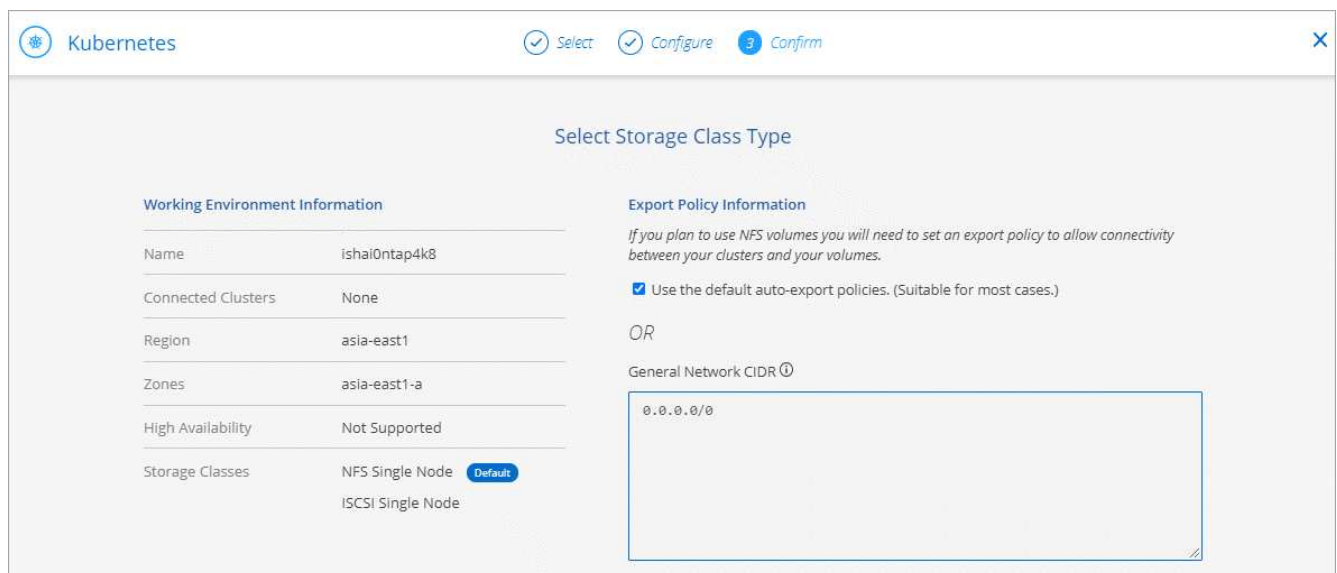 Kubernetes
Select
Configure
3 Confirm
Select Storage Class Type
Working Environment Information
Name ishai0ntap4k8
Connected Clusters None
Region asia-east1
Zones asia-east1-a
High Availability Not Supported
Storage Classes NFS Single Node Default
ISCSI Single Node
Export Policy Information
If you plan to use NFS volumes you will need to set an export policy to allow connectivity
between your clusters and your volumes.
Use the default auto-export policies. (Suitable for most cases.)
OR
General Network CIDR
0.0.0.0/0